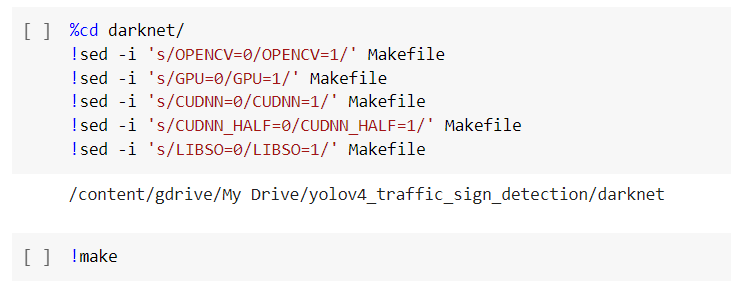 [ ] %cd darknet/
!sed -i 's/OPENCV=0/OPENCV=1/' Makefile
!sed -i 's/GPU=0/GPU=1/' Makefile
!sed -i 's/CUDNN=0/CUDNN=1/' Makefile
!sed -i 's/CUDNN_HALF=0/CUDNN_HALF=1/' Makefile
!sed -i 's/LIBSO=0/LIBSO=1/' Makefile
/content/gdrive/My Drive/yolov4_traffic_sign_detection/darknet
[ ] !make